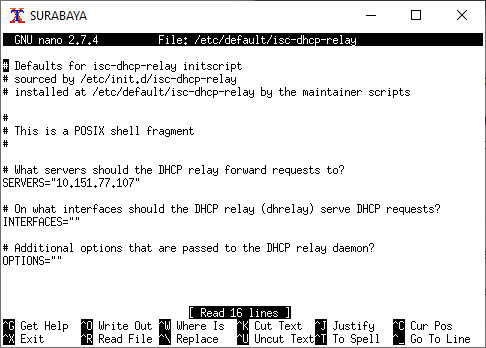 SURABAYA
GNU nano 2.7.4 File: /etc/default/isc-dhcp-relay
# Defaults for isc-dhcp-relay initscript
# sourced by /etc/init.d/isc-dhcp-relay
# installed at /etc/default/isc-dhcp-relay by the maintainer scripts
#
# This is a POSIX shell fragment
#
# What servers should the DHCP relay forward requests to?
SERVERS="10.151.77.107"
# On what interfaces should the DHCP relay (dhrelay) serve DHCP requests?
INTERFACES=""
# Additional options that are passed to the DHCP relay daemon?
OPTIONS=""
[ Read 16 lines ]
^G Get Help ^O Write Out ^W Where Is ^K Cut Text ^J Justify ^C Cur Pos
^X Exit ^R Read File ^\ Replace ^U Uncut Text ^T To Spell ^_ Go To Line